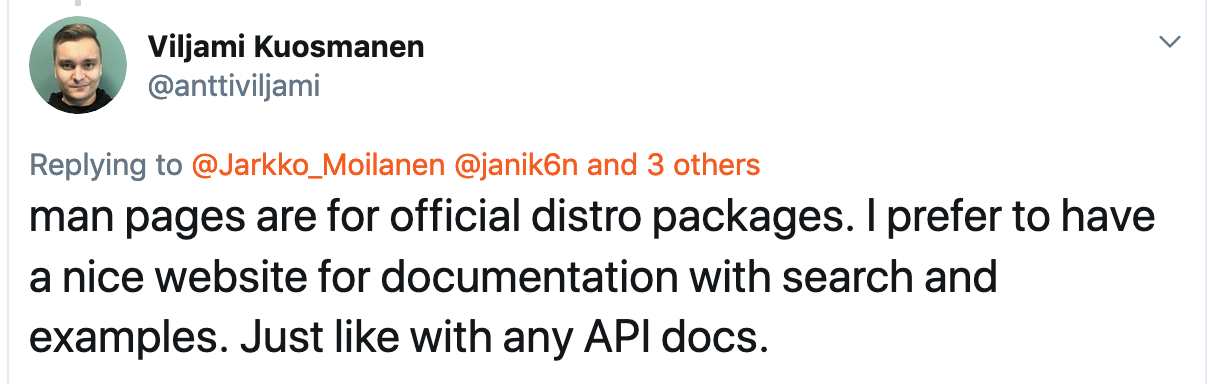 Viljami Kuosmanen
@anttiviljami
Replying to @Jarkko_Moilanen @janik6n and 3 others
man pages are for official distro packages. I prefer to have
a nice website for documentation with search and
examples. Just like with any API docs.